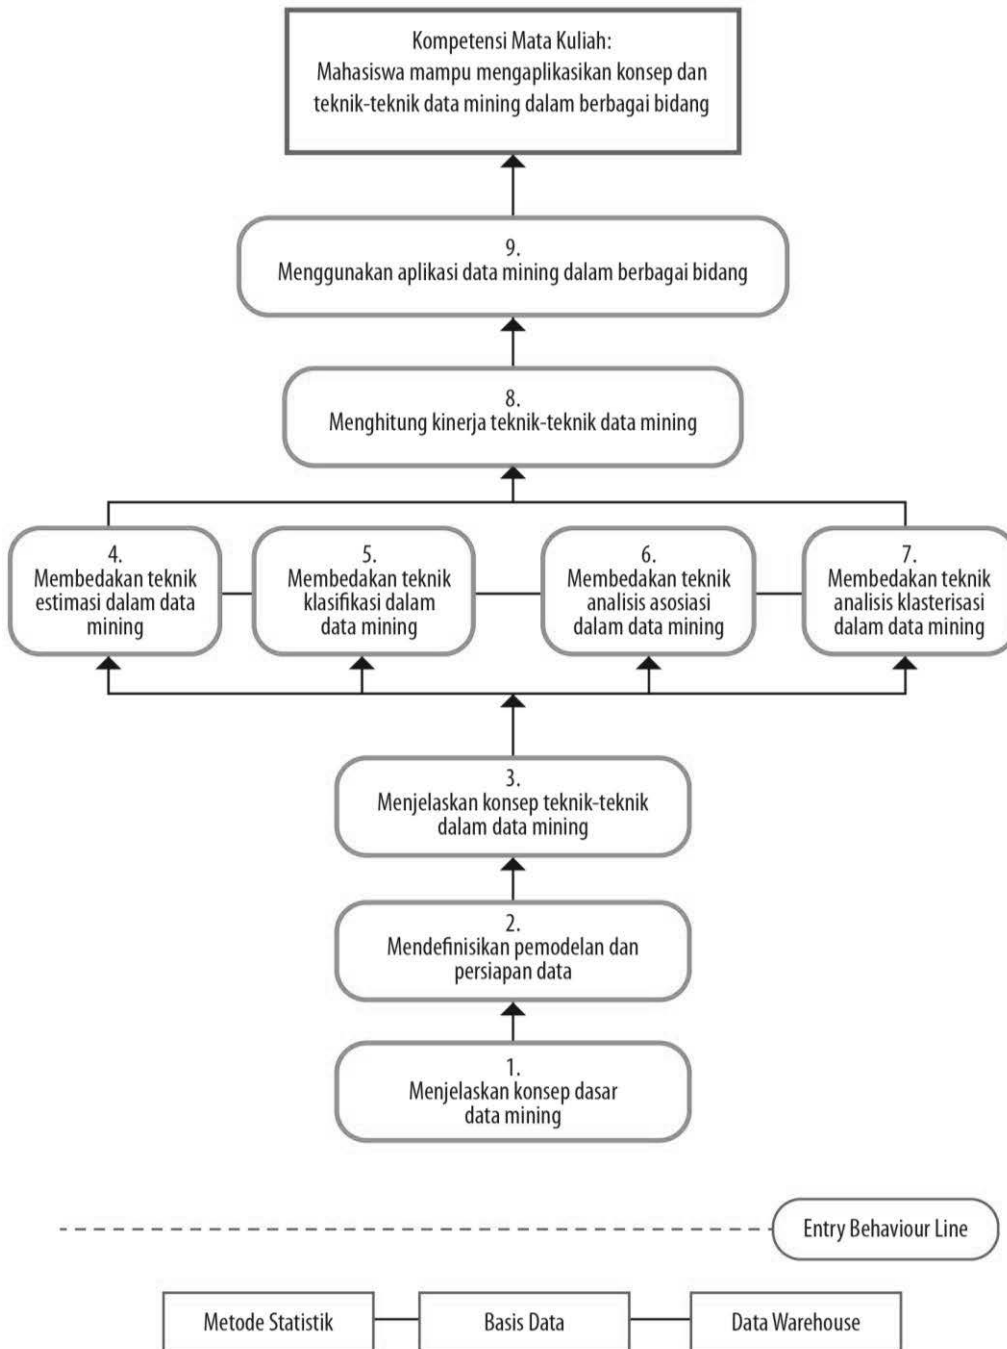 Kompetensi Mata Kuliah:
Mahasiswa mampu mengaplikasikan konsep dan
teknik-teknik data mining dalam berbagai bidang
9.
Menggunakan aplikasi data mining dalam berbagai bidang
8.
Menghitung kinerja teknik-teknik data mining
4.
Membedakan teknik
estimasi dalam data
mining
5.
Membedakan teknik
klasifikasi dalam
data mining
6.
Membedakan teknik
analisis asosiasi
dalam data mining
7.
Membedakan teknik
analisis klasterisasi
dalam data mining
3.
Menjelaskan konsep teknik-teknik
dalam data mining
2.
Mendefinisikan pemodelan dan
persiapan data
1.
Menjelaskan konsep dasar
data mining
Entry Behaviour Line
Metode Statistik
Basis Data
Data Warehouse